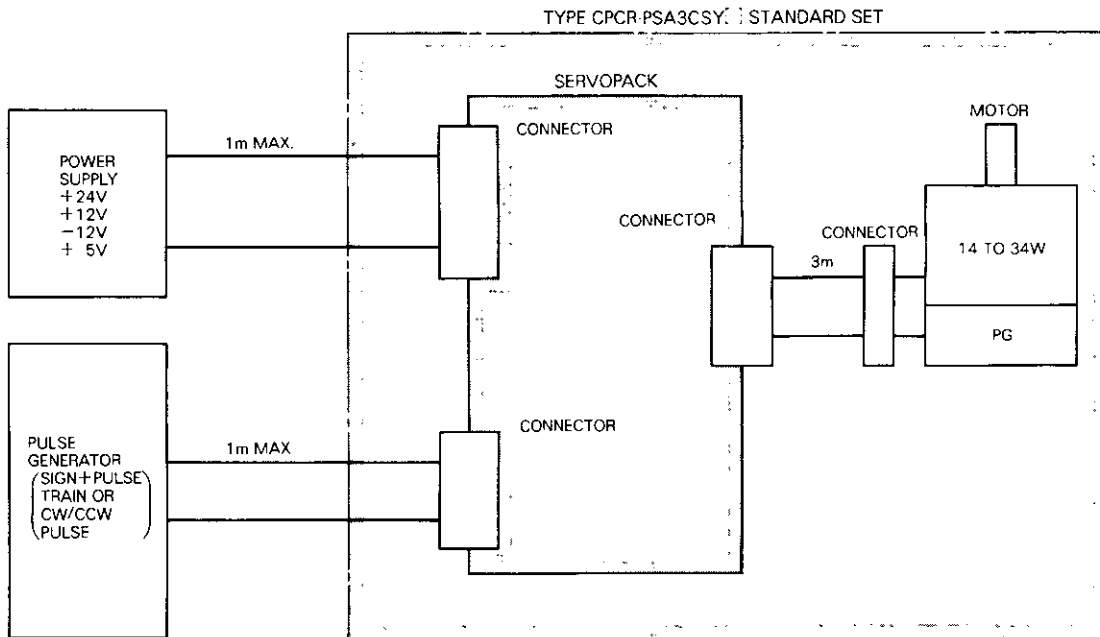 TYPE CPCR-PSA3CSY[ ] STANDARD SET
SERVOPACK
CONNECTOR
MOTOR
1m MAX.
POWER
SUPPLY
+24V
+12V
−12V
+ 5V
CONNECTOR
CONNECTOR
3m
14 TO 34W
PG
CONNECTOR
1m MAX
PULSE
GENERATOR
(SIGN+PULSE
TRAIN OR
CW/CCW
PULSE)